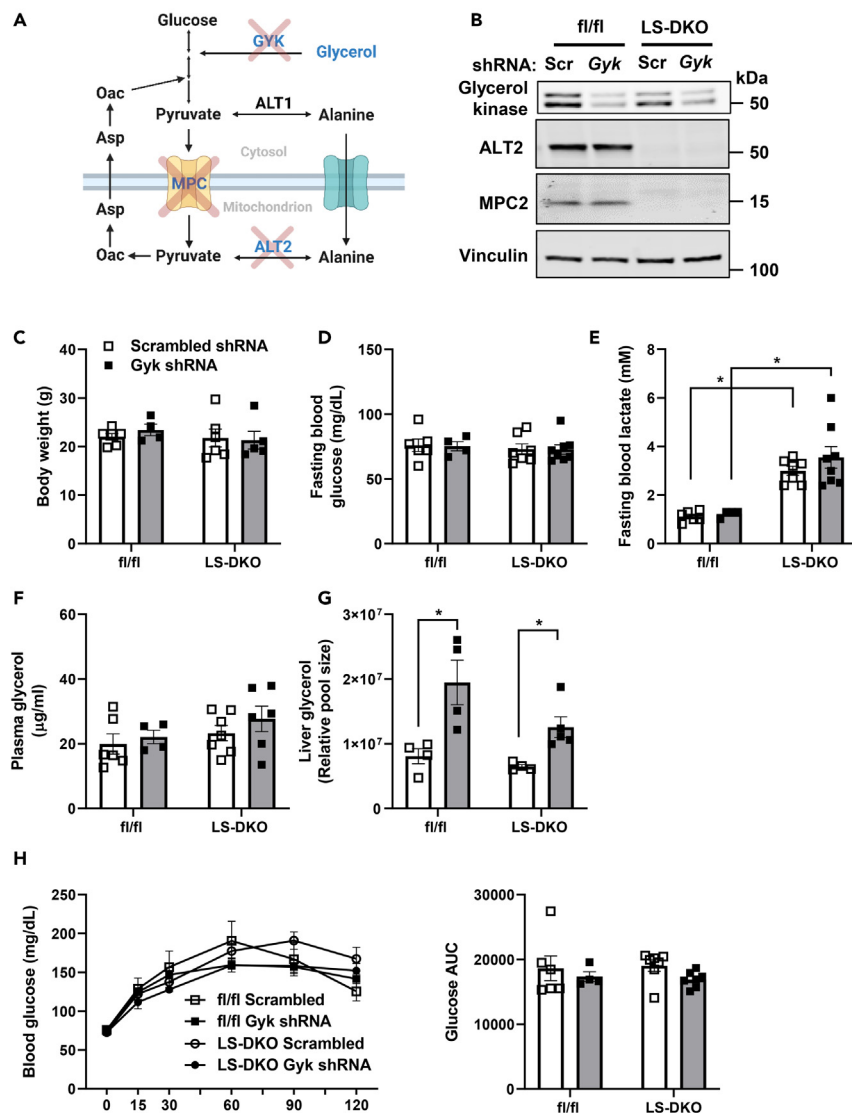 A
Glucose
GYK
Glycerol
Oac
Pyruvate
ALT1
Alanine
Asp
Cytosol
MPC
Asp
Mitochondrion
Oac
Pyruvate
ALT2
Alanine
B
fl/fl
LS-DKO
shRNA: Scr Gyk Scr Gyk
kDa
Glycerol
kinase
50
ALT2
50
MPC2
15
Vinculin
100
C
Body weight (g)
40
30
20
10
0
Scrambled shRNA
Gyk shRNA
fl/fl
LS-DKO
D
Fasting blood
glucose (mg/dL)
150
100
50
0
fl/fl
LS-DKO
E
Fasting blood lactate (mM)
8
6
4
2
0
*
*
fl/fl
LS-DKO
F
Plasma glycerol
(µg/ml)
60
40
20
0
fl/fl
LS-DKO
G
Liver glycerol
(Relative pool size)
3×10⁷
2×10⁷
1×10⁷
0
*
*
fl/fl
LS-DKO
H
Blood glucose (mg/dL)
250
200
150
100
50
0
fl/fl Scrambled
fl/fl Gyk shRNA
LS-DKO Scrambled
LS-DKO Gyk shRNA
0 15 30 60 90 120
Glucose AUC
30000
20000
10000
0
fl/fl
LS-DKO